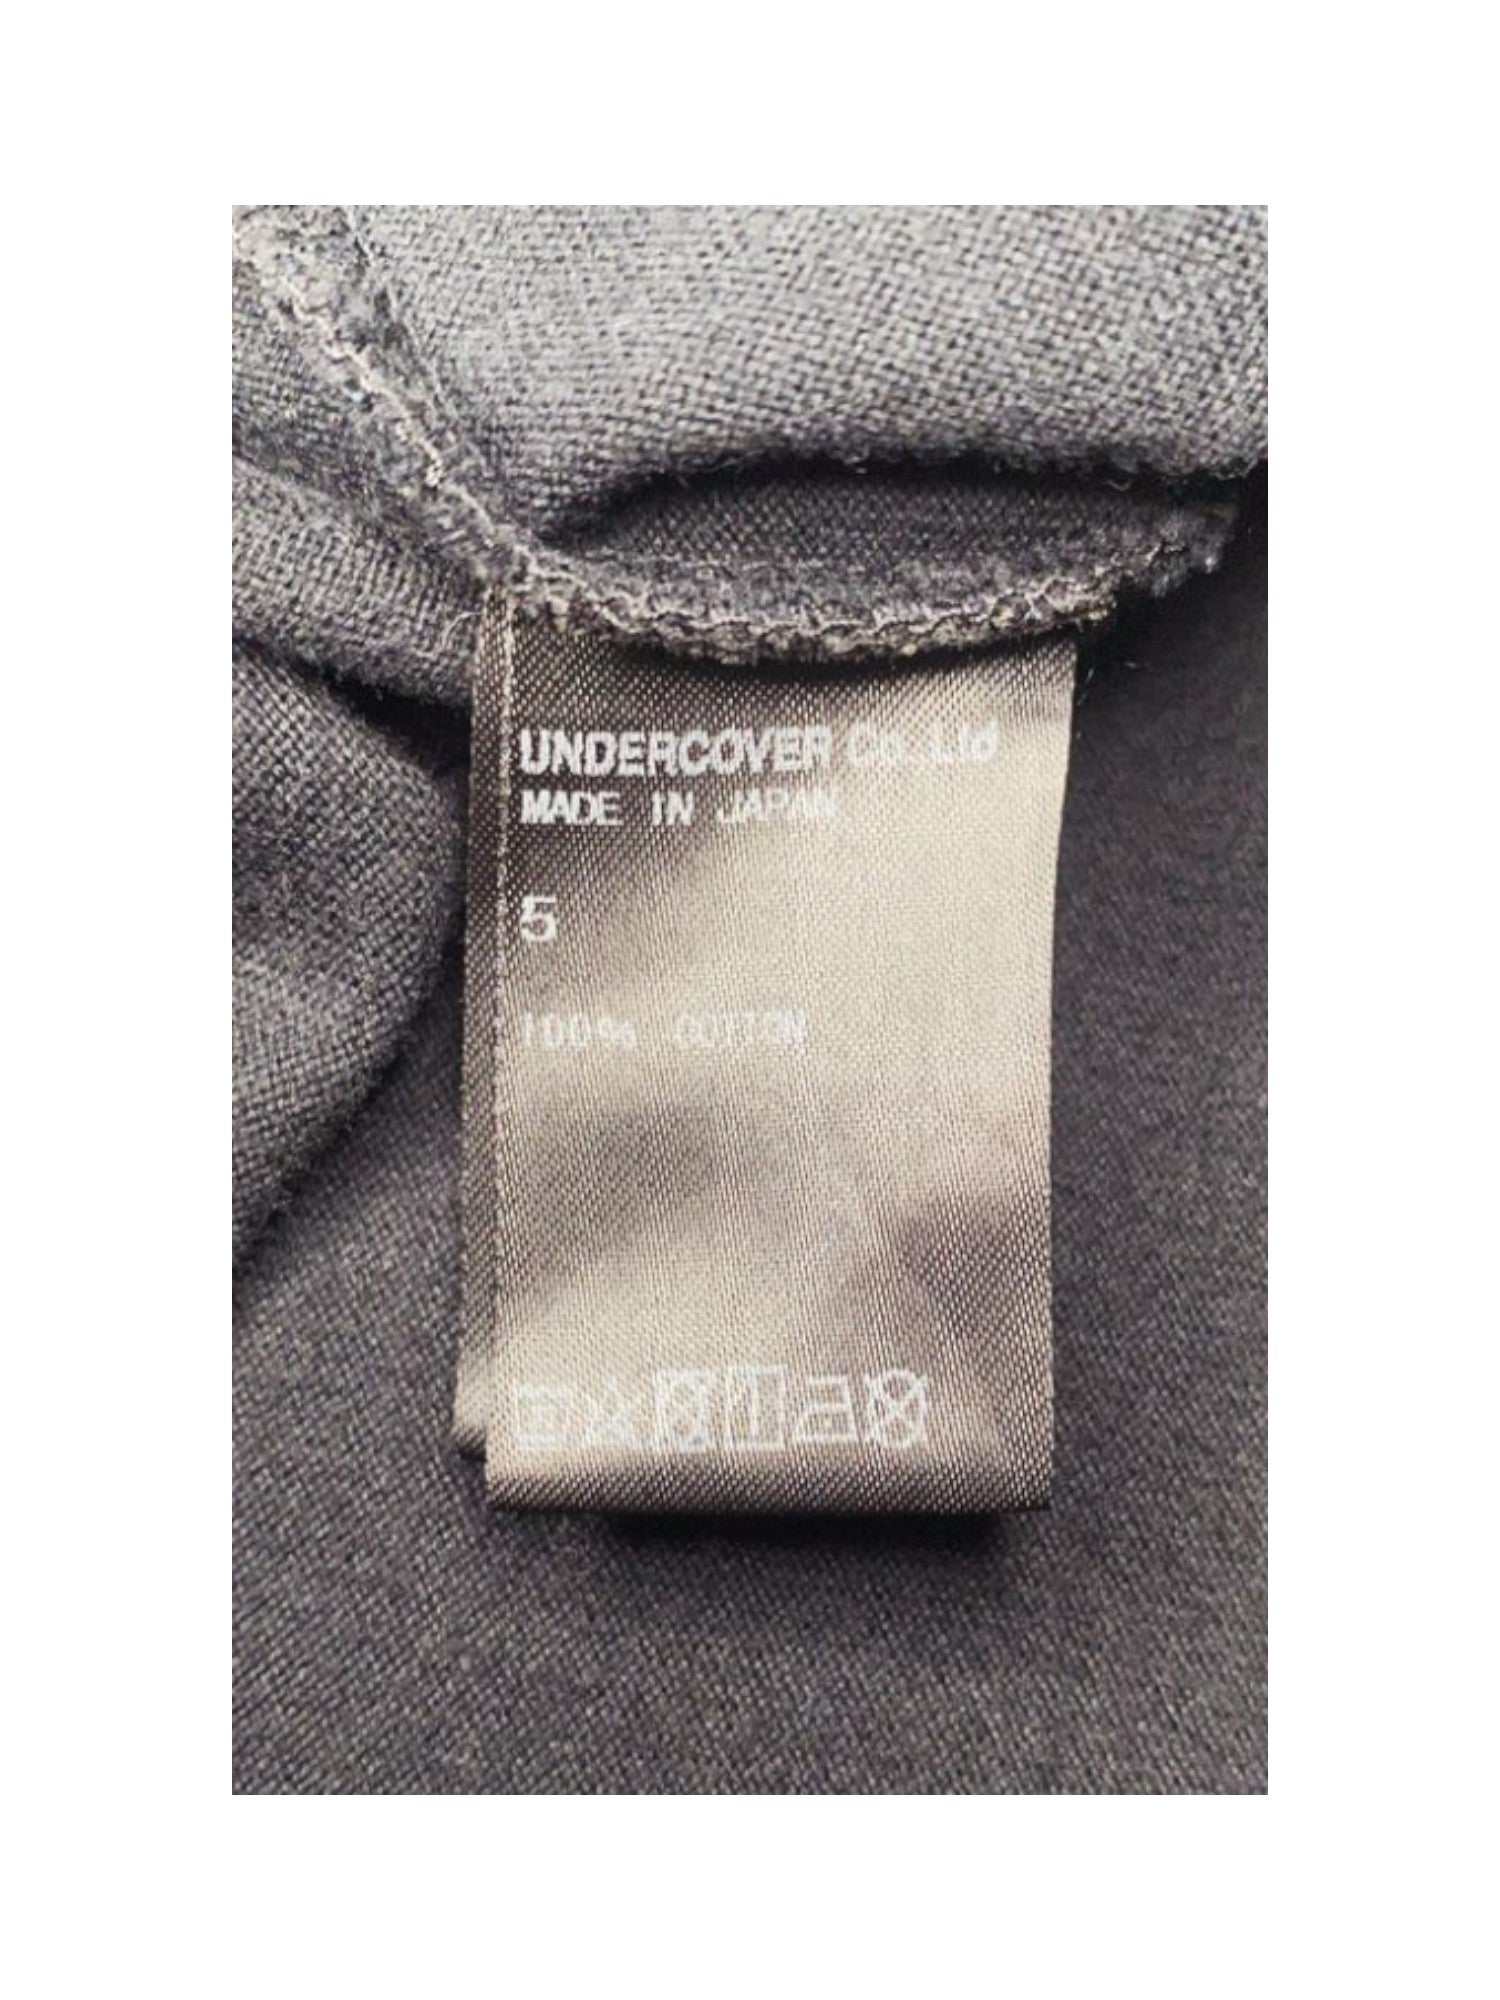 UNDERCOVER Co. Ltd
MADE IN JAPAN
5
100% COTTON